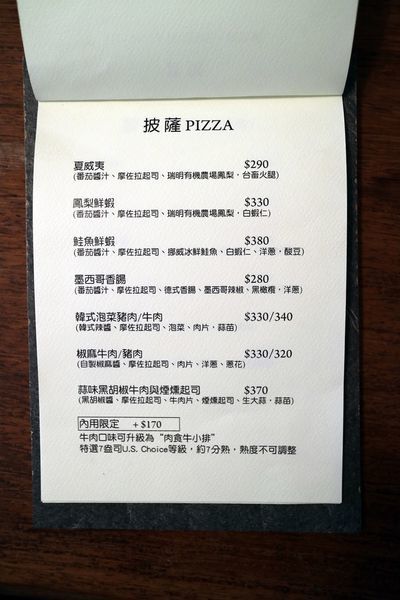 披薩 PIZZA
夏威夷 $290
(番茄醬汁、摩佐拉起司、瑞明有機農場鳳梨，台畜火腿)
鳳梨鮮蝦 $330
(番茄醬汁、摩佐拉起司、瑞明有機農場鳳梨，白蝦仁)
鮭魚鮮蝦 $380
(番茄醬汁、摩佐拉起司、挪威冰鮮鮭魚、白蝦仁、洋蔥，酸豆)
墨西哥香腸 $280
(番茄醬汁、摩佐拉起司、德式香腸、墨西哥辣椒、黑橄欖，洋蔥)
韓式泡菜豬肉/牛肉 $330/340
(韓式辣醬、摩佐拉起司、泡菜、肉片，蒜苗)
椒麻牛肉/豬肉 $330/320
(自製椒麻醬、摩佐拉起司、肉片、洋蔥、蔥花)
蒜味黑胡椒牛肉與煙燻起司 $370
(黑胡椒醬、摩佐拉起司、牛肉片、煙燻起司、生大蒜，蒜苗)
內用限定 +$170
牛肉口味可升級為“肉食牛小排”
特選7盎司U.S. Choice等級，約7分熟，熟度不可調整